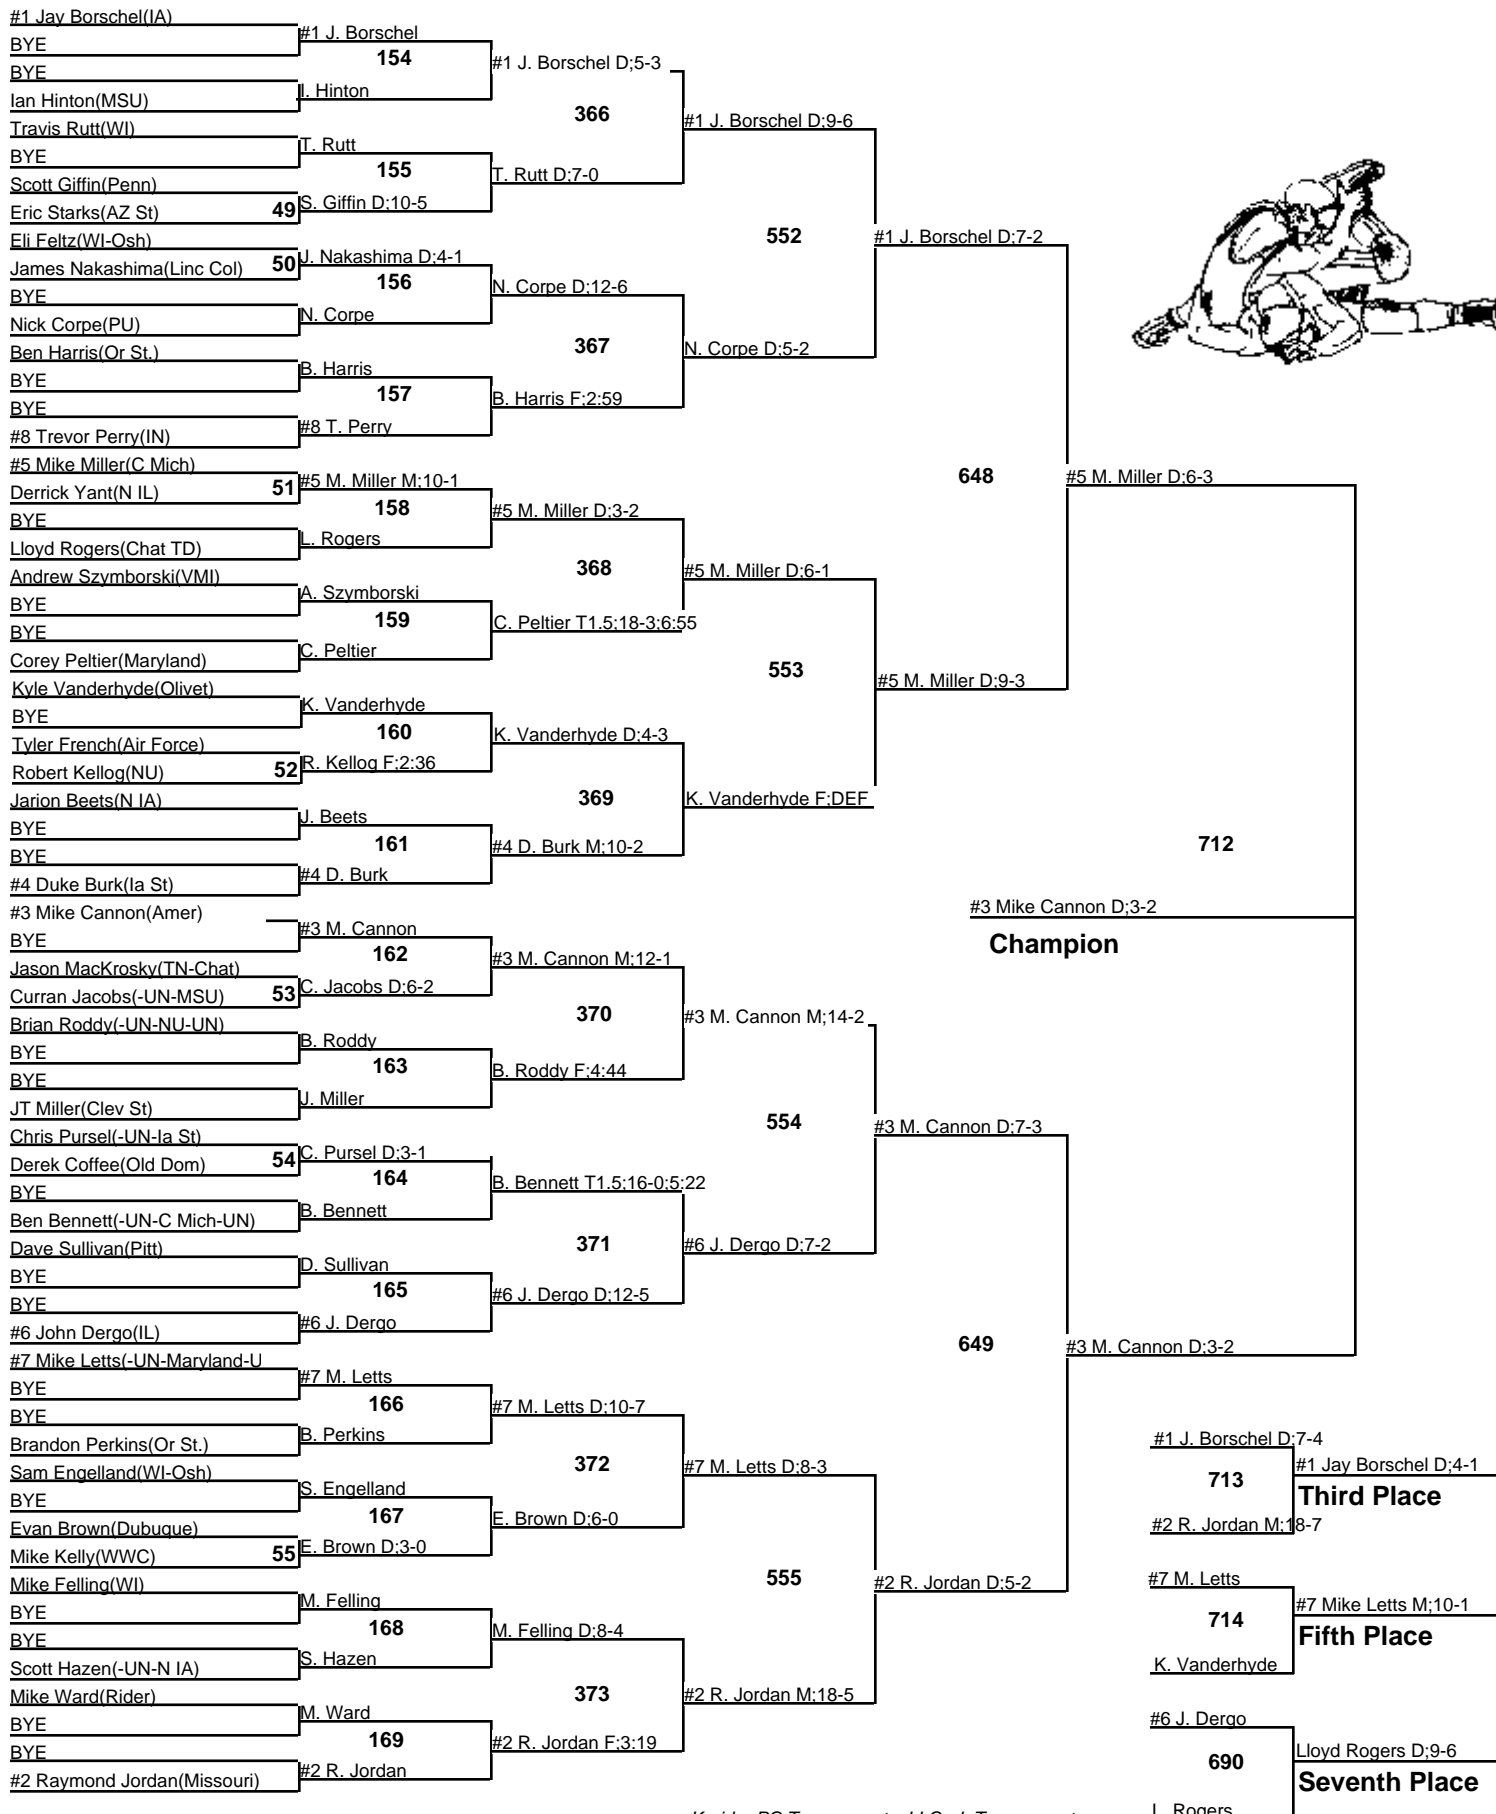 #1 Jay Borschel(IA)
BYE
BYE
Ian Hinton(MSU)
Travis Rutt(WI)
BYE
Scott Giffin(Penn)
Eric Starks(AZ St)
49
Eli Feltz(WI-Osh)
James Nakashima(Linc Col)
50
BYE
Nick Corpe(PU)
Ben Harris(Or St.)
BYE
BYE
#8 Trevor Perry(IN)
#5 Mike Miller(C Mich)
Derrick Yant(N IL)
51
BYE
Lloyd Rogers(Chat TD)
Andrew Szymborski(VMI)
BYE
BYE
Corey Peltier(Maryland)
Kyle Vanderhyde(Olivet)
BYE
Tyler French(Air Force)
Robert Kellog(NU)
52
Jarion Beets(N IA)
BYE
BYE
#4 Duke Burk(Ia St)
#3 Mike Cannon(Amer)
BYE
Jason MacKrosky(TN-Chat)
Curran Jacobs(-UN-MSU)
53
Brian Roddy(-UN-NU-UN)
BYE
BYE
JT Miller(Clev St)
Chris Pursel(-UN-Ia St)
Derek Coffee(Old Dom)
54
BYE
Ben Bennett(-UN-C Mich-UN)
Dave Sullivan(Pitt)
BYE
BYE
#6 John Dergo(IL)
#7 Mike Letts(-UN-Maryland-U
BYE
BYE
Brandon Perkins(Or St.)
Sam Engelland(WI-Osh)
BYE
Evan Brown(Dubuque)
Mike Kelly(WWC)
55
Mike Felling(WI)
BYE
BYE
Scott Hazen(-UN-N IA)
Mike Ward(Rider)
BYE
BYE
#2 Raymond Jordan(Missouri)
#1 J. Borschel
154
I. Hinton
T. Rutt
155
S. Giffin D;10-5
J. Nakashima D;4-1
156
N. Corpe
B. Harris
157
#8 T. Perry
#5 M. Miller M;10-1
158
L. Rogers
A. Szymborski
159
C. Peltier
K. Vanderhyde
160
R. Kellog F;2:36
J. Beets
161
#4 D. Burk
#3 M. Cannon
162
C. Jacobs D;6-2
B. Roddy
163
J. Miller
C. Pursel D;3-1
164
B. Bennett
D. Sullivan
165
#6 J. Dergo
#7 M. Letts
166
B. Perkins
S. Engelland
167
E. Brown D;3-0
M. Felling
168
S. Hazen
M. Ward
169
#2 R. Jordan
#1 J. Borschel D;5-3
366
T. Rutt D;7-0
N. Corpe D;12-6
367
B. Harris F;2:59
#5 M. Miller D;3-2
368
C. Peltier T1.5;18-3;6:55
K. Vanderhyde D;4-3
369
#4 D. Burk M;10-2
#3 M. Cannon M;12-1
370
B. Roddy F;4:44
B. Bennett T1.5;16-0;5:22
371
#6 J. Dergo D;12-5
#7 M. Letts D;10-7
372
E. Brown D;6-0
M. Felling D;8-4
373
#2 R. Jordan F;3:19
#1 J. Borschel D;9-6
552
N. Corpe D;5-2
#5 M. Miller D;6-1
553
K. Vanderhyde F;DEF
#3 M. Cannon M;14-2
554
#6 J. Dergo D;7-2
#7 M. Letts D;8-3
555
#2 R. Jordan M;18-5
#1 J. Borschel D;7-2
648
#5 M. Miller D;9-3
#3 M. Cannon D;7-3
649
#2 R. Jordan D;5-2
#5 M. Miller D;6-3
712
#3 M. Cannon D;3-2
#3 Mike Cannon D;3-2
Champion
#1 J. Borschel D;7-4
713
#2 R. Jordan M;18-7
#1 Jay Borschel D;4-1
Third Place
#7 M. Letts
714
K. Vanderhyde
#7 Mike Letts M;10-1
Fifth Place
#6 J. Dergo
690
L. Rogers
Lloyd Rogers D;9-6
Seventh Place